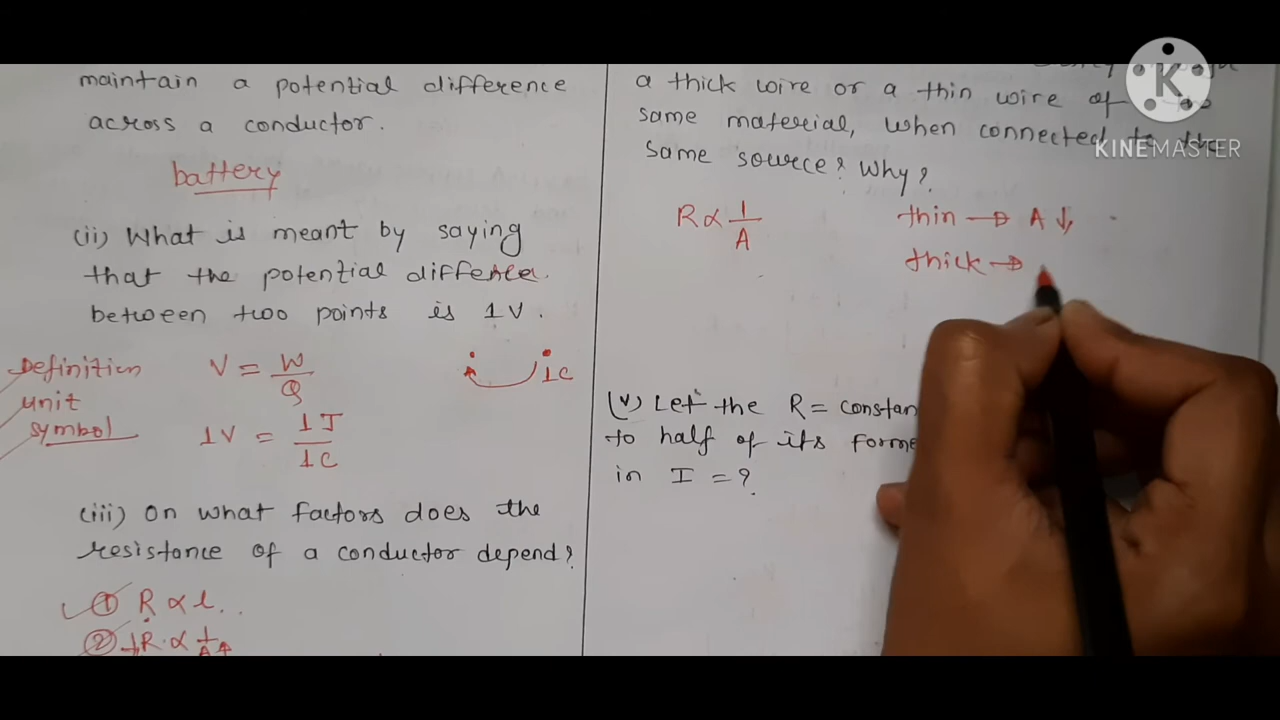 maintain a potential difference
across a conductor.
battery
(ii) What is meant by saying
that the potential differnce.
between two points is 1V.
Definition
unit
symbol
V = W/Q
1V = 1J/1C
1C
(iii) On what factors does the
resistance of a conductor depend?
① R ∝ l.
② R ∝ 1/A
a thick wire or a thin wire of
same material, when connected to the
same source? Why?
R ∝ 1/A
thin → A ↓,
thick →
(v) Let the R = constan
to half of its forme
in I = ?
K
KINEMASTER